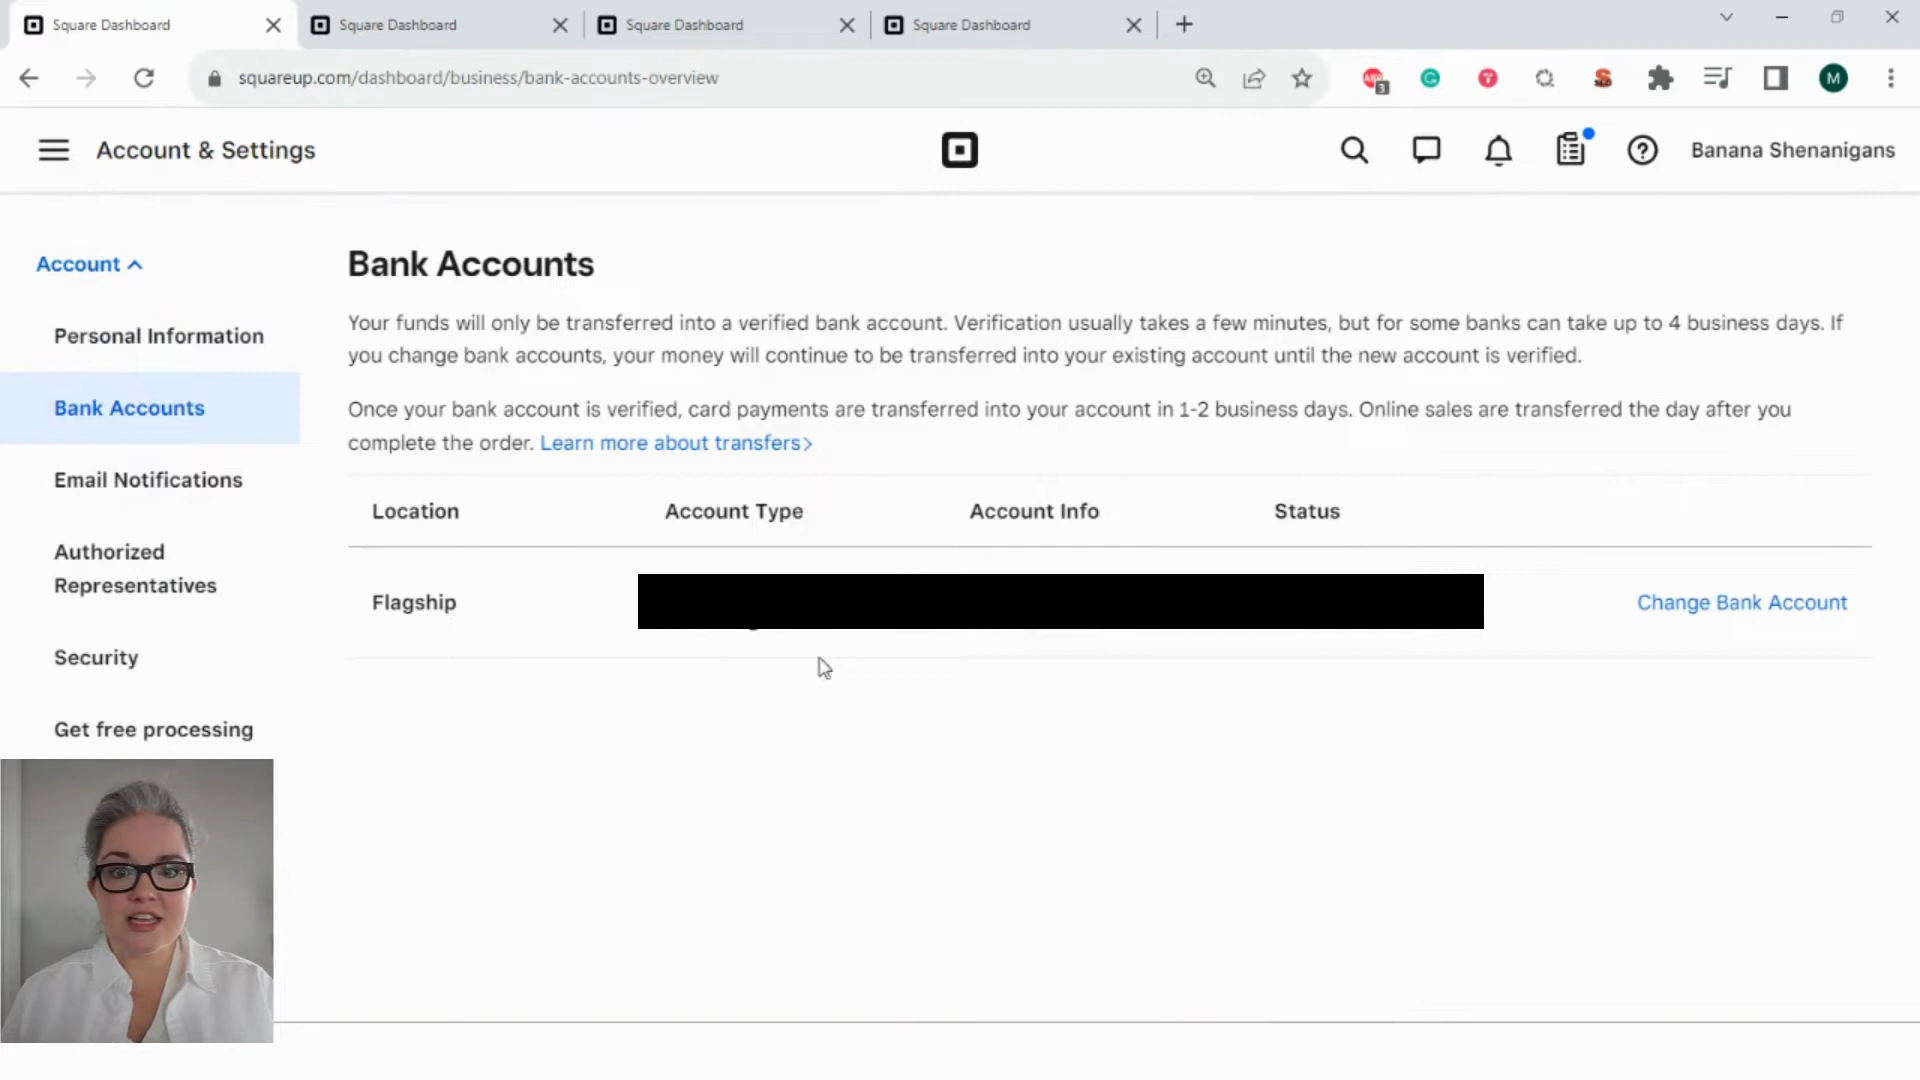 Square Dashboard
Square Dashboard
Square Dashboard
Square Dashboard
squareup.com/dashboard/business/bank-accounts-overview
ABP
3
M
Account & Settings
Banana Shenanigans
Account
Personal Information
Bank Accounts
Email Notifications
Authorized
Representatives
Security
Get free processing
Bank Accounts
Your funds will only be transferred into a verified bank account. Verification usually takes a few minutes, but for some banks can take up to 4 business days. If
you change bank accounts, your money will continue to be transferred into your existing account until the new account is verified.
Once your bank account is verified, card payments are transferred into your account in 1-2 business days. Online sales are transferred the day after you
complete the order. Learn more about transfers>
Location Account Type Account Info Status
Flagship Change Bank Account